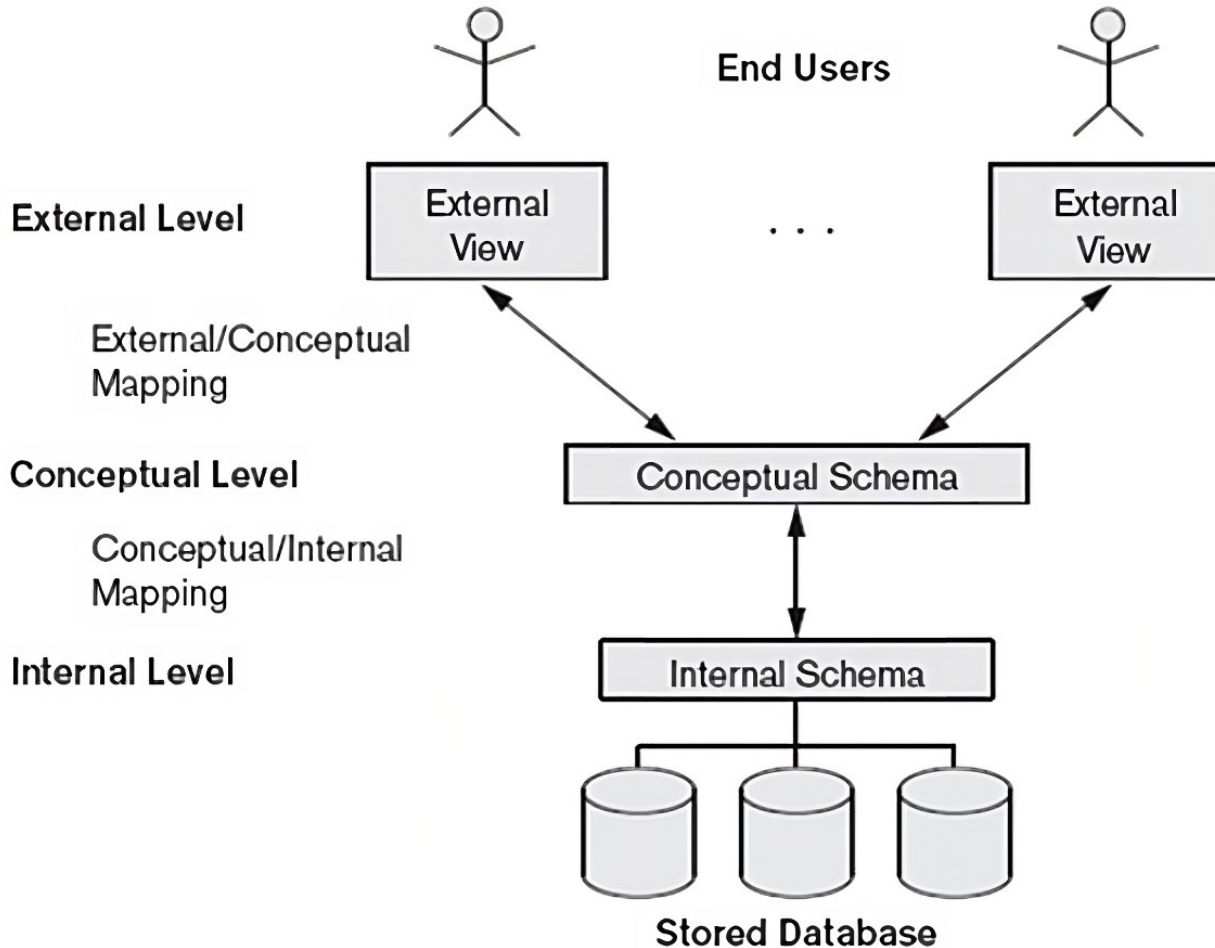 End Users
External Level
External
View
. . .
External
View
External/Conceptual
Mapping
Conceptual Level
Conceptual Schema
Conceptual/Internal
Mapping
Internal Level
Internal Schema
Stored Database